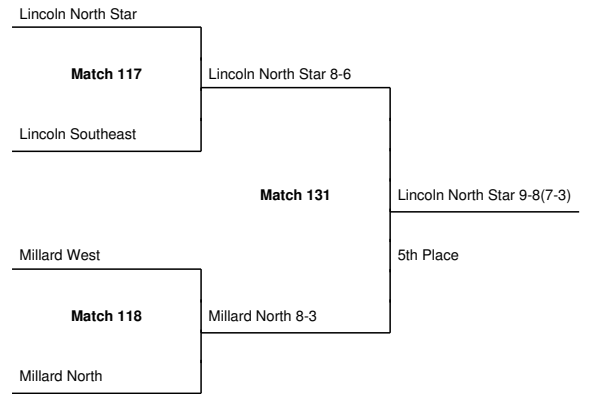 Lincoln North Star
Match 117
Lincoln North Star 8-6
Lincoln Southeast
Match 131
Lincoln North Star 9-8(7-3)
Millard West
5th Place
Match 118
Millard North 8-3
Millard North